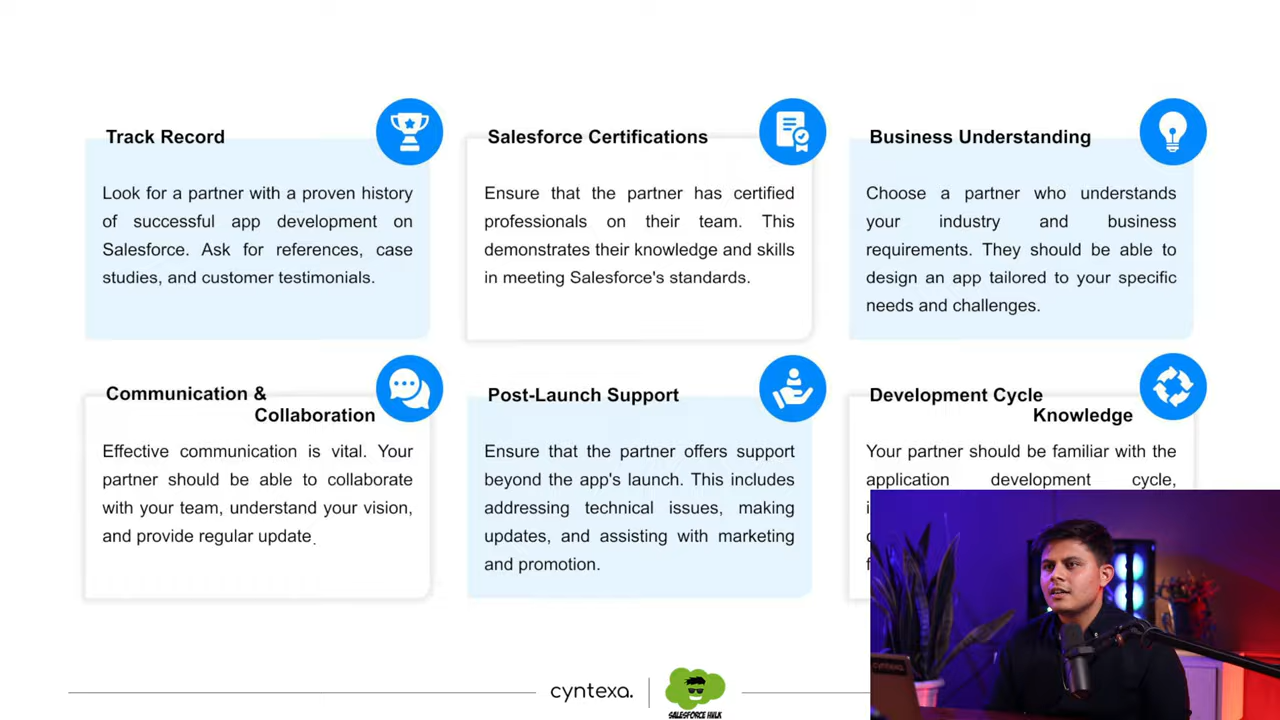 Track Record
Look for a partner with a proven history
of successful app development on
Salesforce. Ask for references, case
studies, and customer testimonials.
Salesforce Certifications
Ensure that the partner has certified
professionals on their team. This
demonstrates their knowledge and skills
in meeting Salesforce's standards.
Business Understanding
Choose a partner who understands
your industry and business
requirements. They should be able to
design an app tailored to your specific
needs and challenges.
Communication &
Collaboration
Effective communication is vital. Your
partner should be able to collaborate
with your team, understand your vision,
and provide regular update.
Post-Launch Support
Ensure that the partner offers support
beyond the app's launch. This includes
addressing technical issues, making
updates, and assisting with marketing
and promotion.
Development Cycle
Knowledge
Your partner should be familiar with the
application development cycle,
cyntexa.
SALESFORCE HULK
cyntexa.